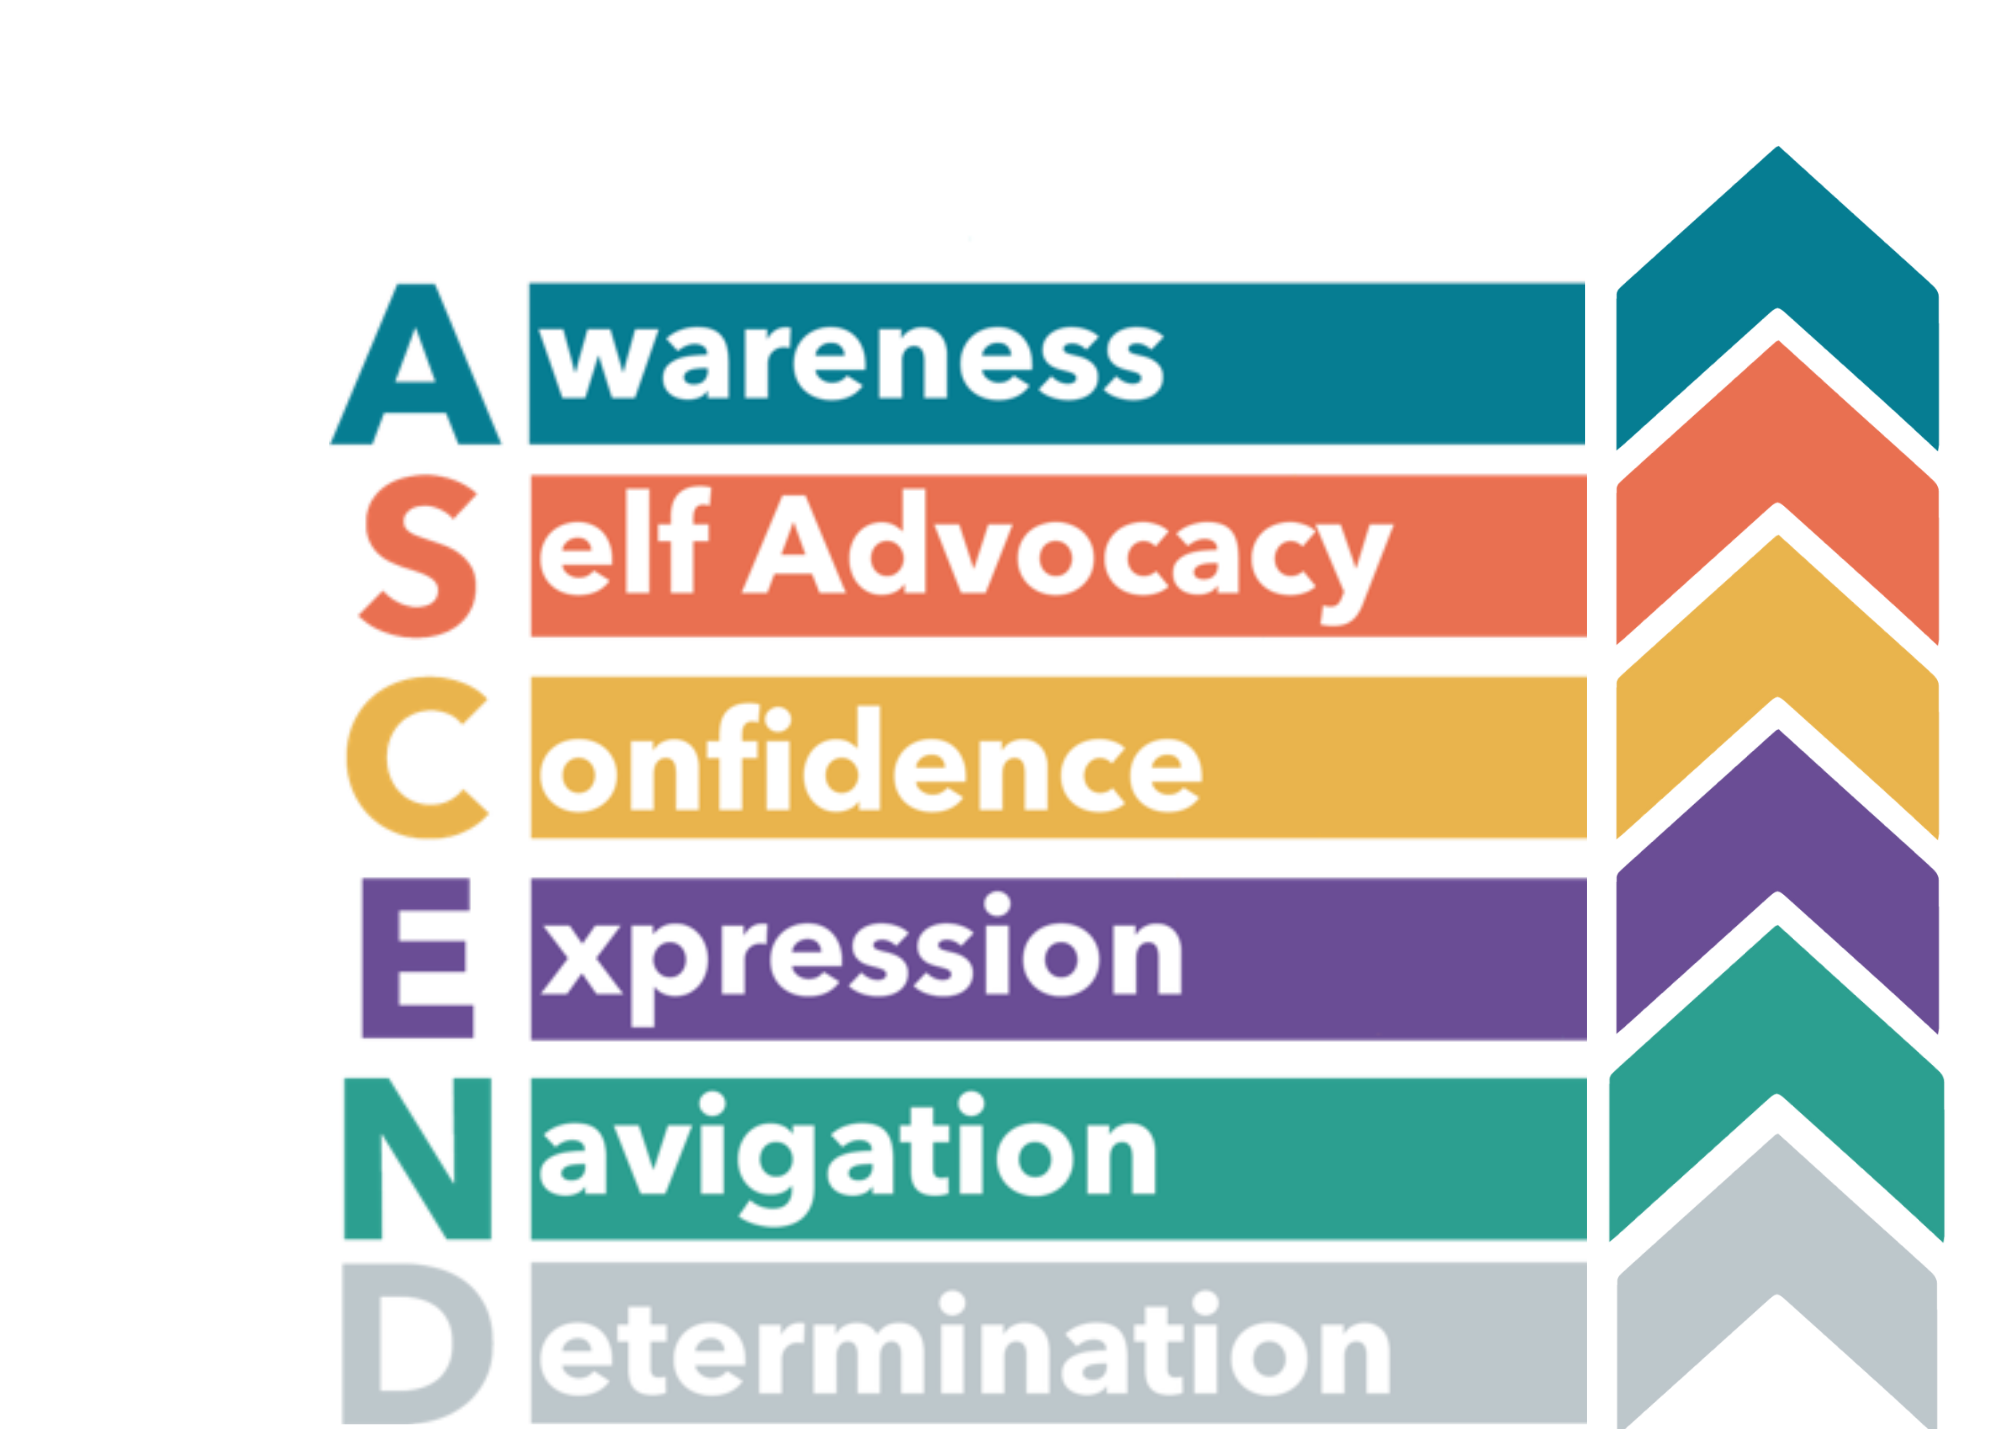 Awareness
Self Advocacy
Confidence
Expression
Navigation
Determination